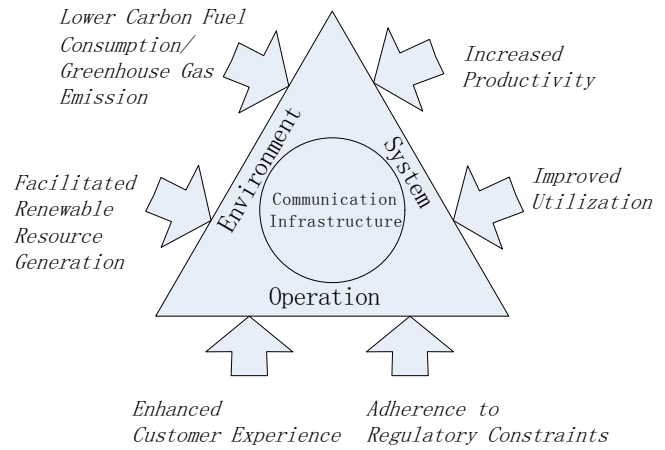 Lower Carbon Fuel
Consumption/
Greenhouse Gas
Emission
Increased
Productivity
Environment
System
Facilitated
Renewable
Resource
Generation
Communication
Infrastructure
Improved
Utilization
Operation
Enhanced
Customer Experience
Adherence to
Regulatory Constraints